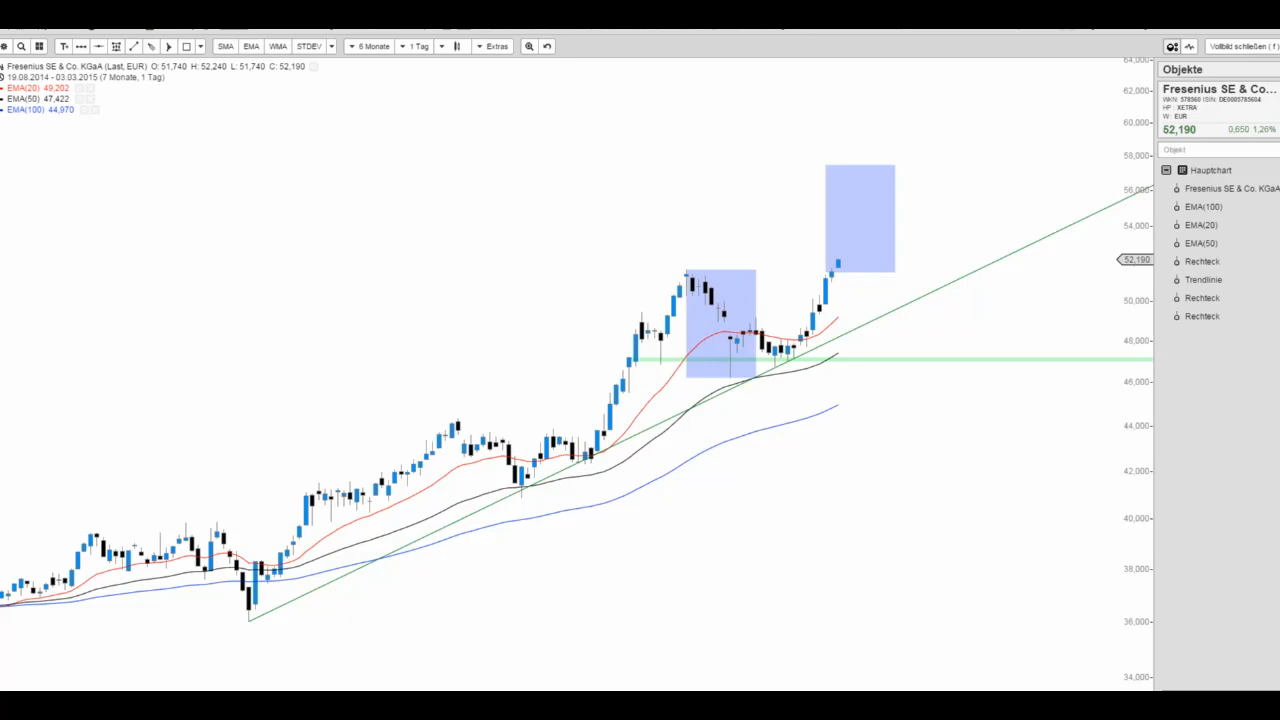 SMA EMA WMA STDEV 6 Monate 1 Tag Extras Vollbild schließen ( f )
Fresenius SE & Co. KGaA (Last, EUR) O: 51,740 H: 52,240 L: 51,740 C: 52,190
19.08.2014 - 03.03.2015 (7 Monate, 1 Tag)
EMA(20) 49,202
EMA(50) 47,422
EMA(100) 44,970
64,000
62,000
60,000
58,000
56,000
54,000
52,190
50,000
48,000
46,000
44,000
42,000
40,000
38,000
36,000
34,000
Objekte
Fresenius SE & Co...
WKN: 578560 ISIN: DE0005785604
HP: XETRA
W: EUR
52,190 0,650 1,26%
Objekt
Hauptchart
Fresenius SE & Co. KGaA
EMA(100)
EMA(20)
EMA(50)
Rechteck
Trendlinie
Rechteck
Rechteck